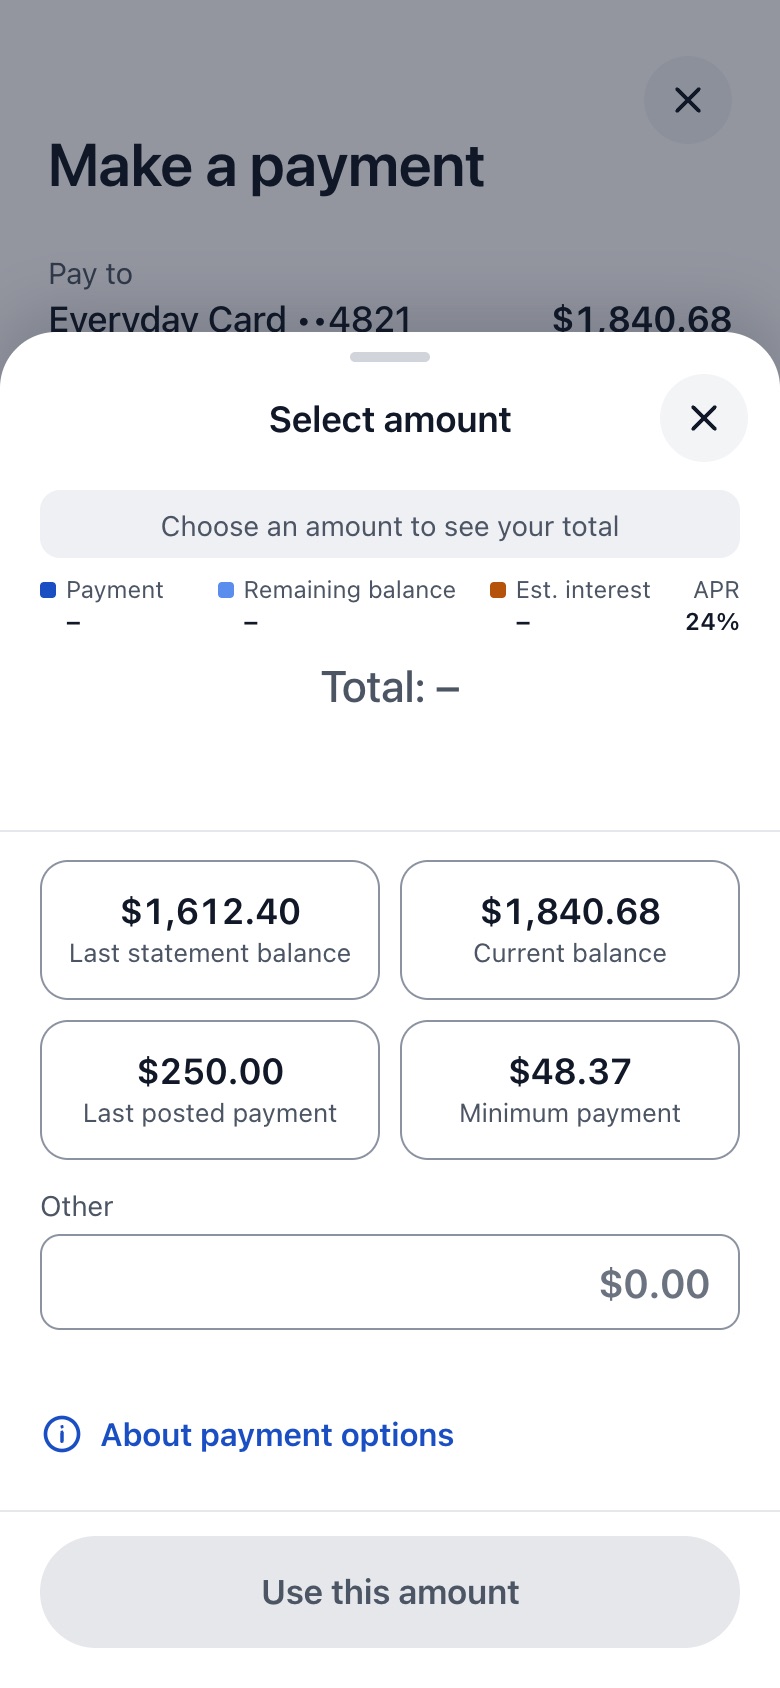 Make a payment
Pay to
Everyday Card ••4821 $1,840.68
Select amount
Choose an amount to see your total
Payment Remaining balance Est. interest APR
– – – 24%
Total: –
$1,612.40 $1,840.68
Last statement balance Current balance
$250.00 $48.37
Last posted payment Minimum payment
Other
$0.00
About payment options
Use this amount